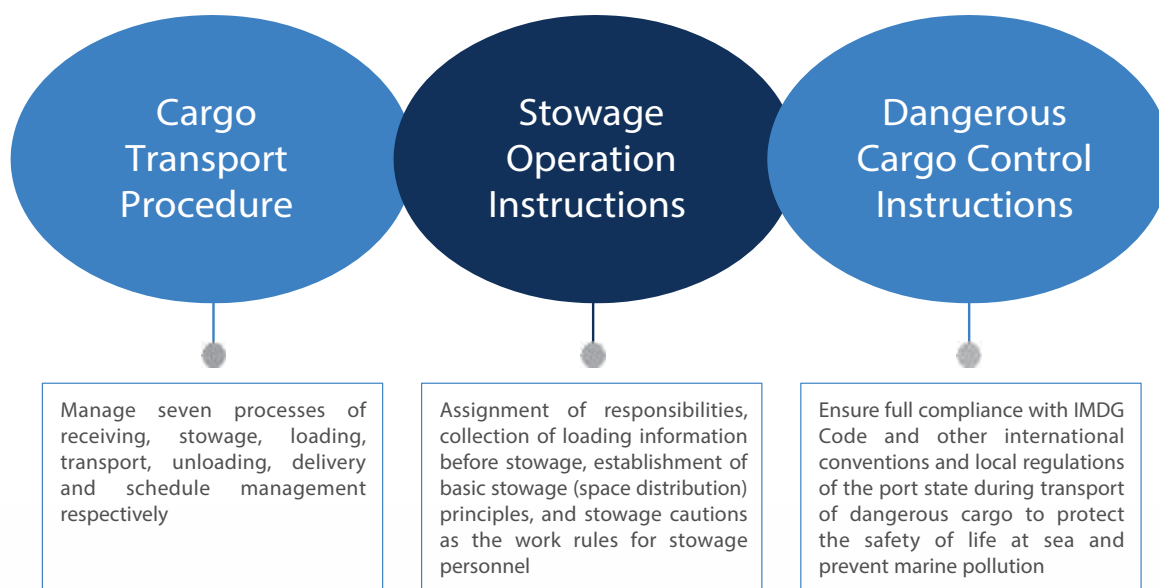 Cargo
Transport
Procedure
Stowage
Operation
Instructions
Dangerous
Cargo Control
Instructions
Manage seven processes of
receiving, stowage, loading,
transport, unloading, delivery
and schedule management
respectively
Assignment of responsibilities,
collection of loading information
before stowage, establishment of
basic stowage (space distribution)
principles, and stowage cautions
as the work rules for stowage
personnel
Ensure full compliance with IMDG
Code and other international
conventions and local regulations
of the port state during transport
of dangerous cargo to protect
the safety of life at sea and
prevent marine pollution